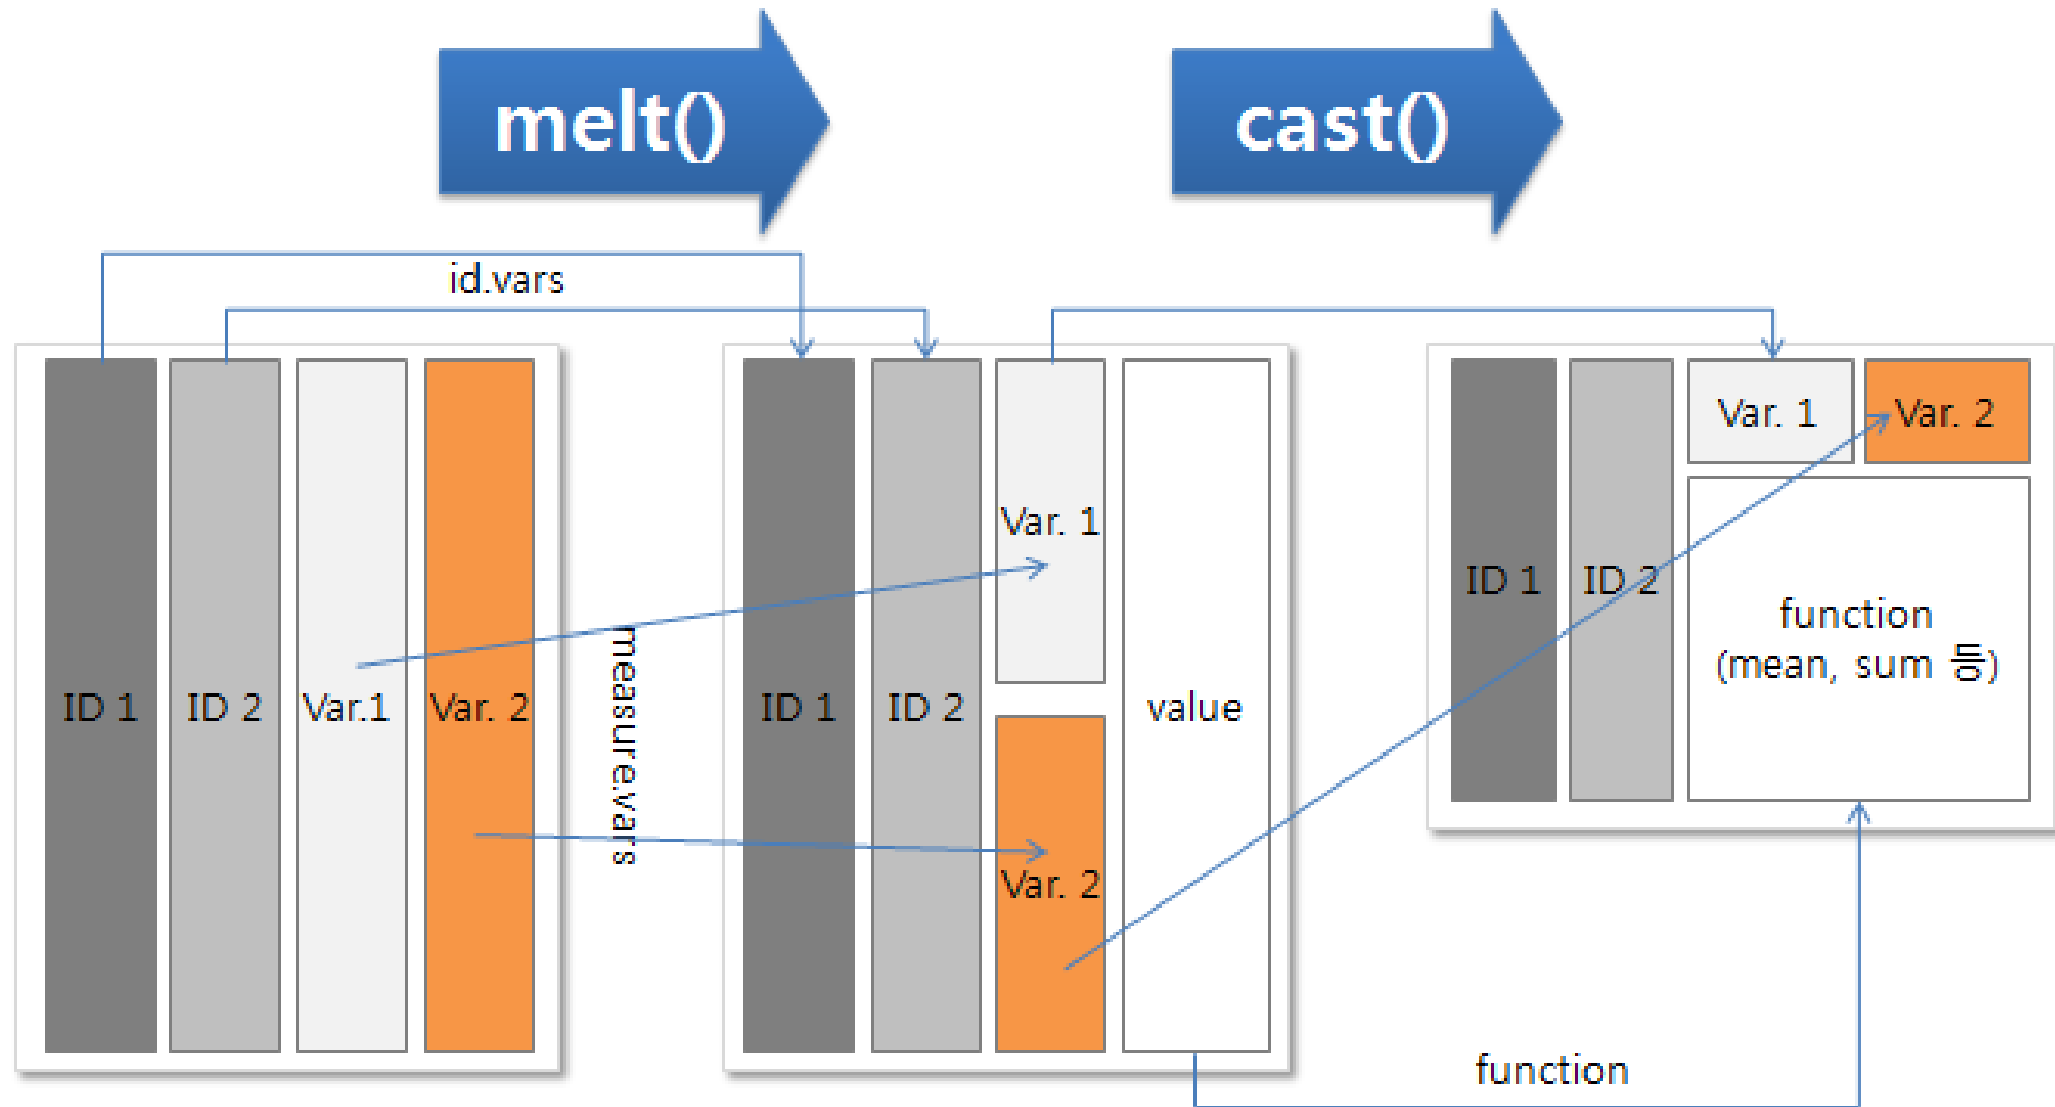 melt()
cast()
id.vars
ID 1
ID 2
Var.1
Var. 2
measure.vars
ID 1
ID 2
Var. 1
Var. 2
value
ID 1
ID 2
Var. 1
Var. 2
function
(mean, sum 등)
function